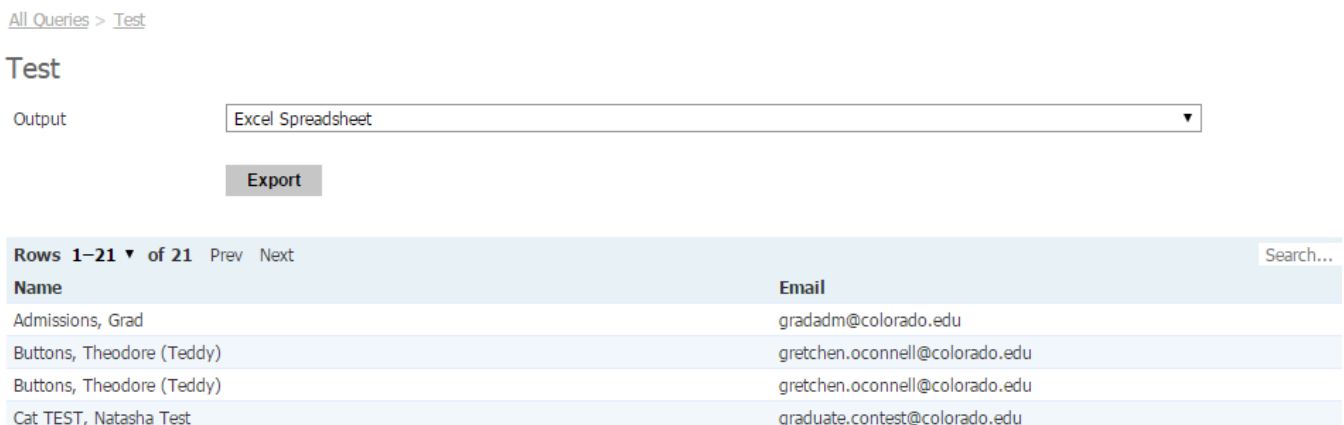 All Queries > Test
Test
Output Excel Spreadsheet ▼
Export
Rows 1–21 ▼ of 21 Prev Next Search...
Name Email
Admissions, Grad gradadm@colorado.edu
Buttons, Theodore (Teddy) gretchen.oconnell@colorado.edu
Buttons, Theodore (Teddy) gretchen.oconnell@colorado.edu
Cat TEST, Natasha Test graduate.contest@colorado.edu